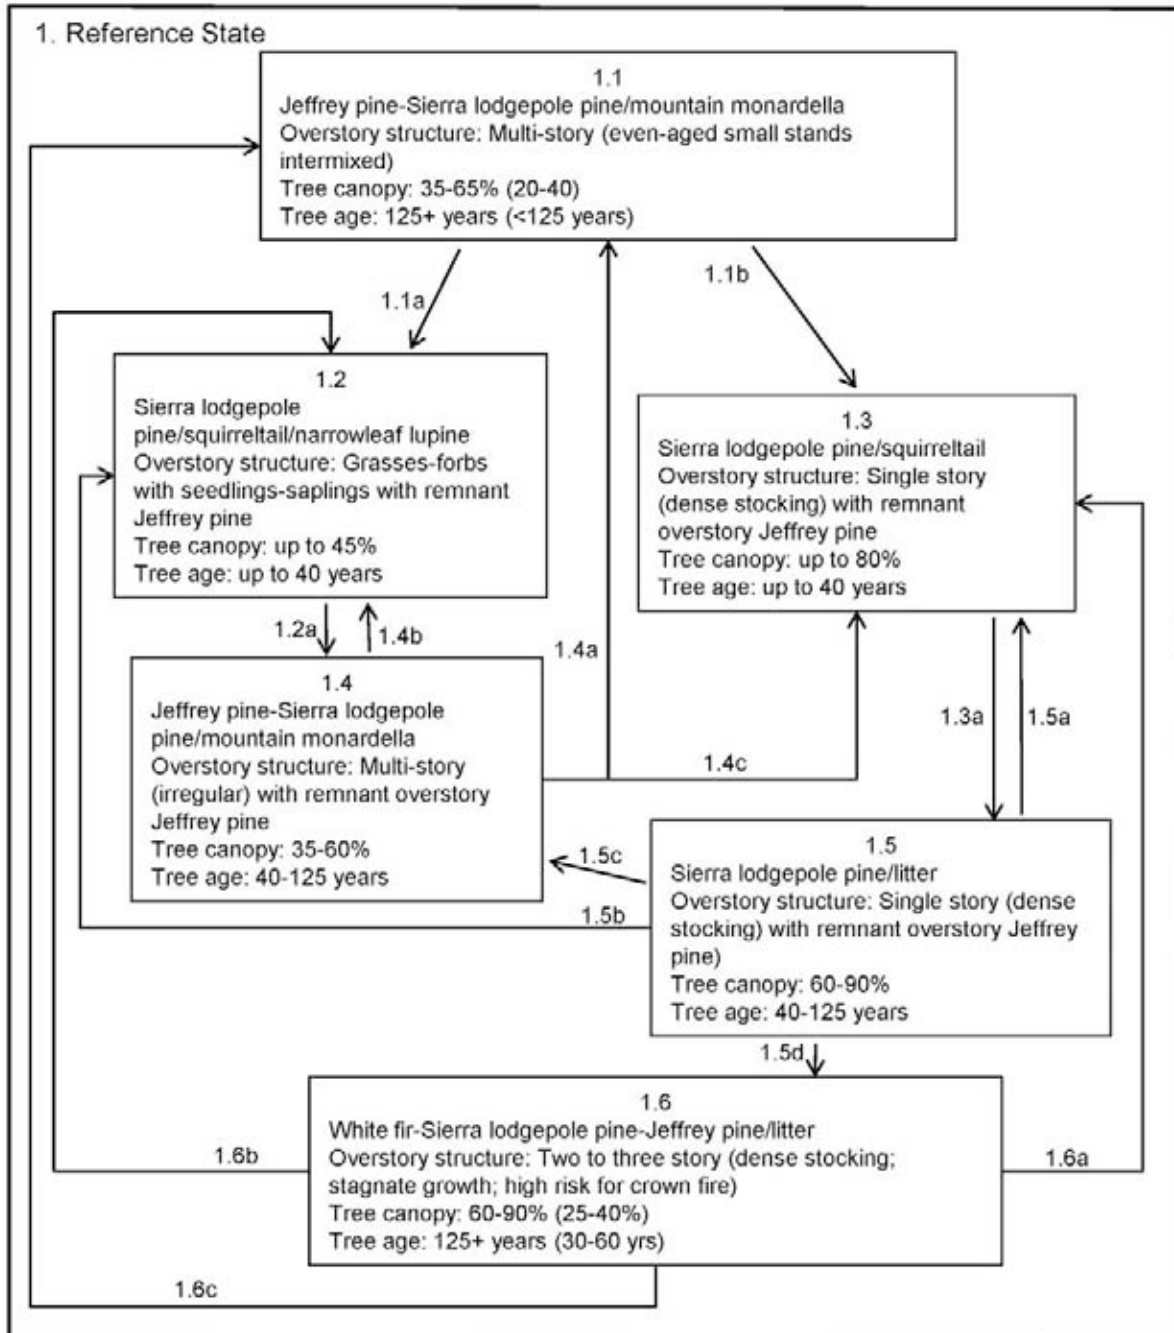 1. Reference State
1.1
Jeffrey pine-Sierra lodgepole pine/mountain monardella
Overstory structure: Multi-story (even-aged small stands
intermixed)
Tree canopy: 35-65% (20-40)
Tree age: 125+ years (<125 years)
1.1a
1.1b
1.2
Sierra lodgepole
pine/squirreltail/narrowleaf lupine
Overstory structure: Grasses-forbs
with seedlings-saplings with remnant
Jeffrey pine
Tree canopy: up to 45%
Tree age: up to 40 years
1.3
Sierra lodgepole pine/squirreltail
Overstory structure: Single story
(dense stocking) with remnant
overstory Jeffrey pine
Tree canopy: up to 80%
Tree age: up to 40 years
1.2a
1.4b
1.4a
1.4
Jeffrey pine-Sierra lodgepole
pine/mountain monardella
Overstory structure: Multi-story
(irregular) with remnant overstory
Jeffrey pine
Tree canopy: 35-60%
Tree age: 40-125 years
1.3a
1.5a
1.4c
1.5c
1.5b
1.5
Sierra lodgepole pine/litter
Overstory structure: Single story (dense
stocking) with remnant overstory Jeffrey
pine)
Tree canopy: 60-90%
Tree age: 40-125 years
1.5d
1.6
White fir-Sierra lodgepole pine-Jeffrey pine/litter
Overstory structure: Two to three story (dense stocking;
stagnate growth; high risk for crown fire)
Tree canopy: 60-90% (25-40%)
Tree age: 125+ years (30-60 yrs)
1.6b
1.6a
1.6c